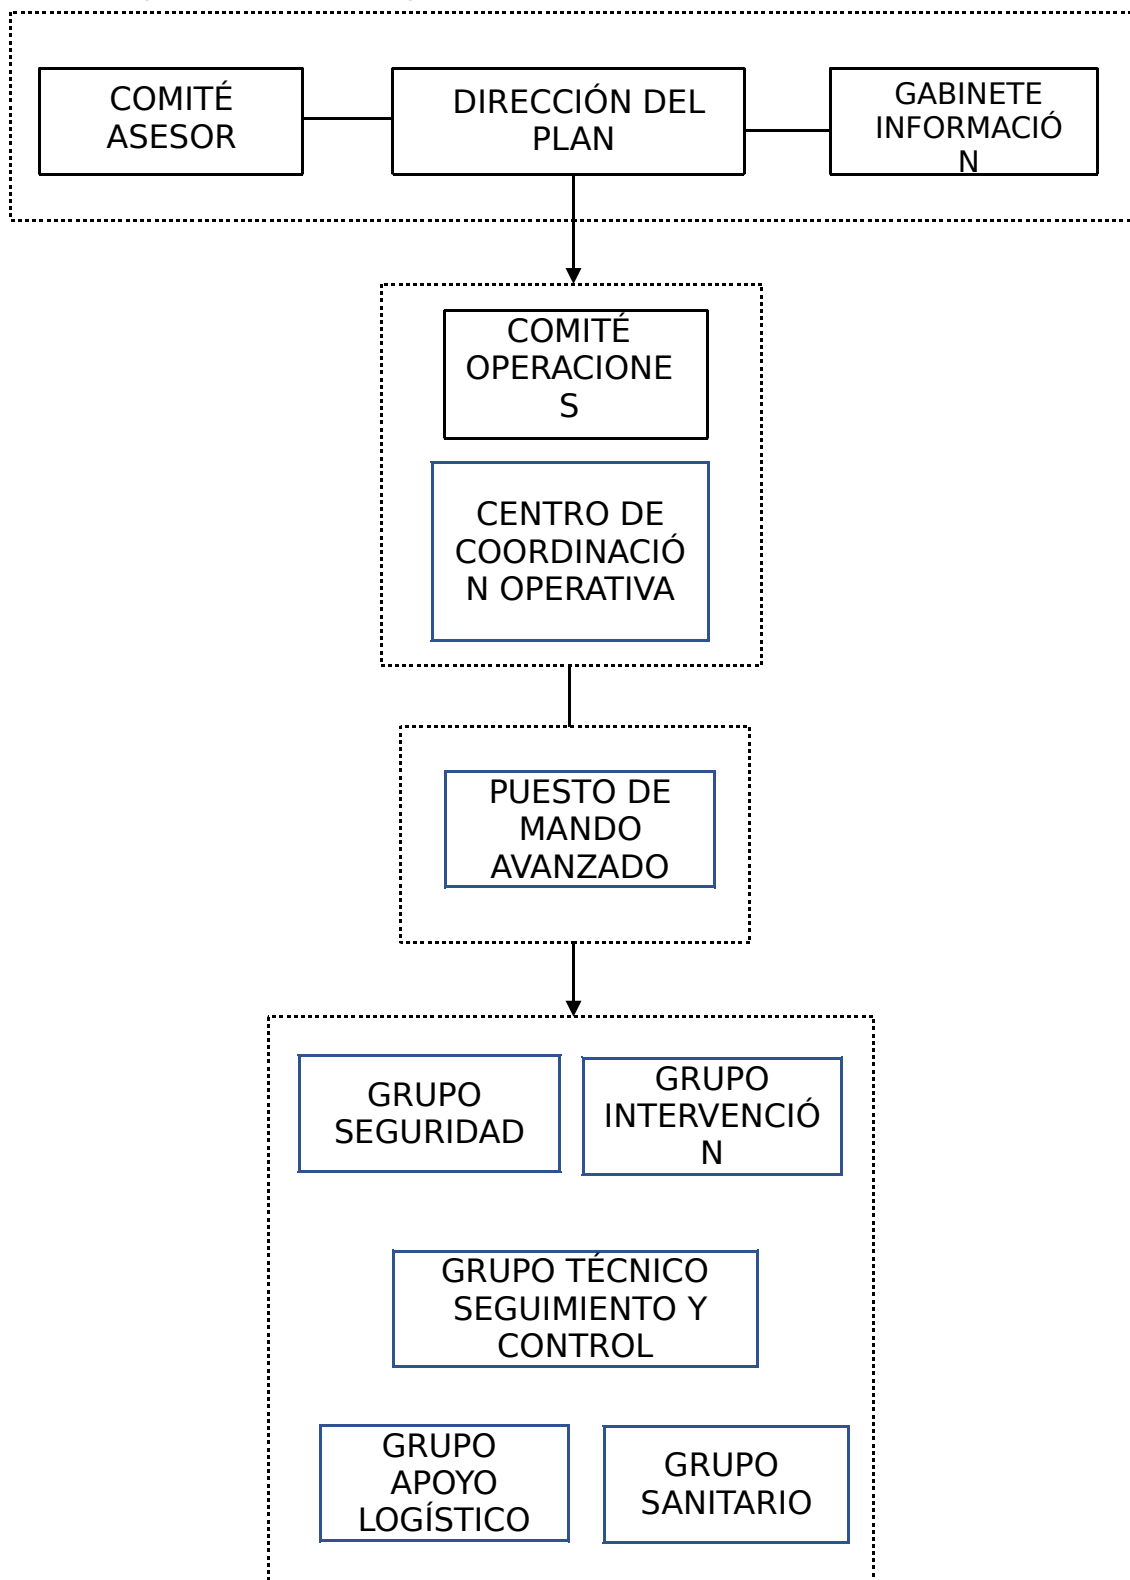 COMITÉ
ASESOR
DIRECCIÓN DEL
PLAN
GABINETE
INFORMACIÓ
N
COMITÉ
OPERACIONE
S
CENTRO DE
COORDINACIÓ
N OPERATIVA
PUESTO DE
MANDO
AVANZADO
GRUPO
SEGURIDAD
GRUPO
INTERVENCIÓ
N
GRUPO TÉCNICO
SEGUIMIENTO Y
CONTROL
GRUPO
APOYO
LOGÍSTICO
GRUPO
SANITARIO